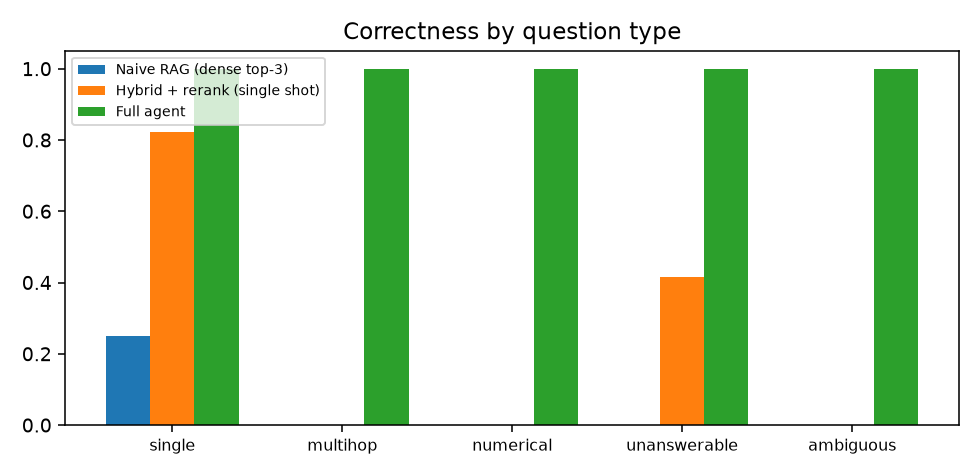 Correctness by question type
1.0
0.8
0.6
0.4
0.2
0.0
Naive RAG (dense top-3)
Hybrid + rerank (single shot)
Full agent
single multihop numerical unanswerable ambiguous